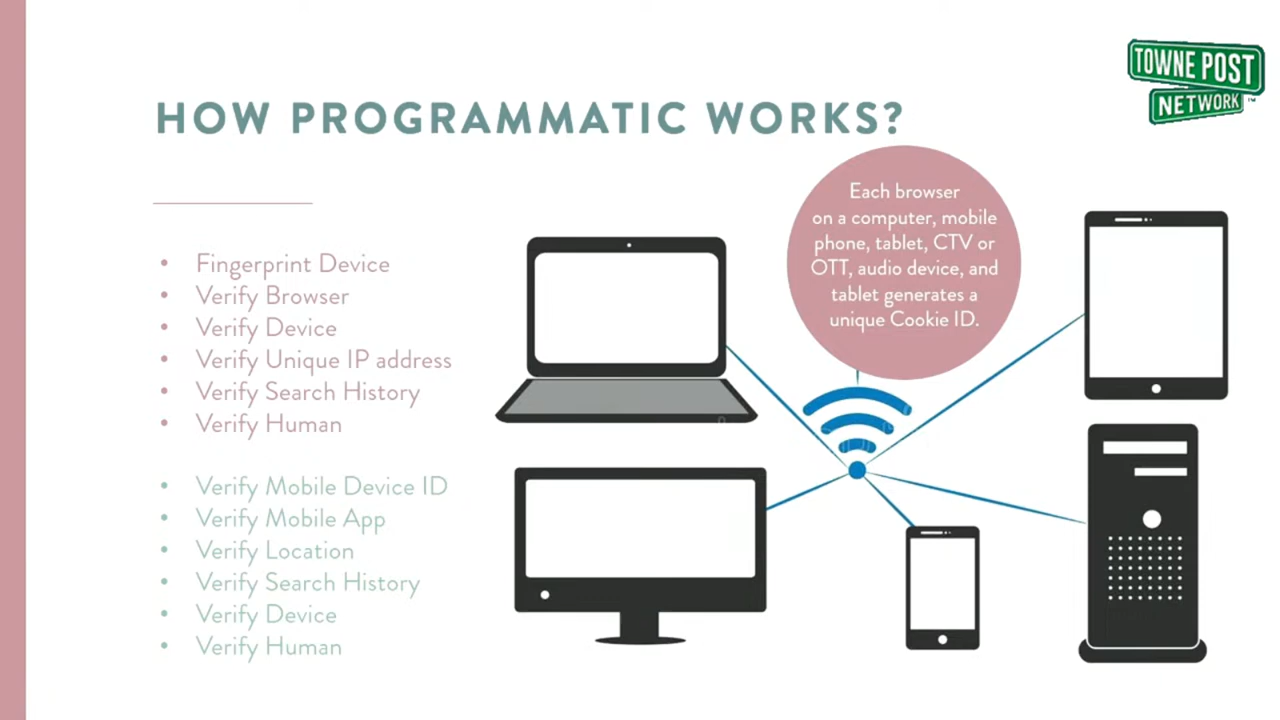 TOWNE POST
NETWORK™
HOW PROGRAMMATIC WORKS?
Each browser
on a computer, mobile
phone, tablet, CTV or
OTT, audio device, and
tablet generates a
unique Cookie ID.
• Fingerprint Device
• Verify Browser
• Verify Device
• Verify Unique IP address
• Verify Search History
• Verify Human
• Verify Mobile Device ID
• Verify Mobile App
• Verify Location
• Verify Search History
• Verify Device
• Verify Human